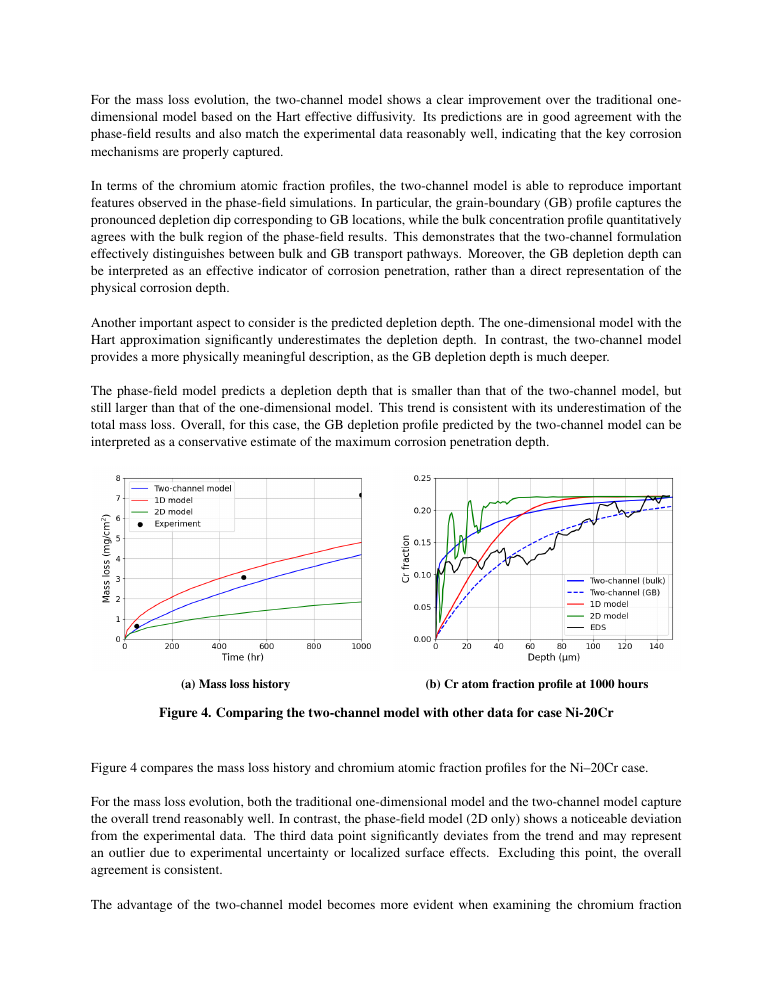 For the mass loss evolution, the two-channel model shows a clear improvement over the traditional one-
dimensional model based on the Hart effective diffusivity. Its predictions are in good agreement with the
phase-field results and also match the experimental data reasonably well, indicating that the key corrosion
mechanisms are properly captured.
In terms of the chromium atomic fraction profiles, the two-channel model is able to reproduce important
features observed in the phase-field simulations. In particular, the grain-boundary (GB) profile captures the
pronounced depletion dip corresponding to GB locations, while the bulk concentration profile quantitatively
agrees with the bulk region of the phase-field results. This demonstrates that the two-channel formulation
effectively distinguishes between bulk and GB transport pathways. Moreover, the GB depletion depth can
be interpreted as an effective indicator of corrosion penetration, rather than a direct representation of the
physical corrosion depth.
Another important aspect to consider is the predicted depletion depth. The one-dimensional model with the
Hart approximation significantly underestimates the depletion depth. In contrast, the two-channel model
provides a more physically meaningful description, as the GB depletion depth is much deeper.
The phase-field model predicts a depletion depth that is smaller than that of the two-channel model, but
still larger than that of the one-dimensional model. This trend is consistent with its underestimation of the
total mass loss. Overall, for this case, the GB depletion profile predicted by the two-channel model can be
interpreted as a conservative estimate of the maximum corrosion penetration depth.
Mass loss (mg/cm²)
8
7
6
5
4
3
2
1
0
Two-channel model
1D model
2D model
Experiment
0 200 400 600 800 1000
Time (hr)
(a) Mass loss history
Cr fraction
0.25
0.20
0.15
0.10
0.05
0.00
Two-channel (bulk)
Two-channel (GB)
1D model
2D model
EDS
0 20 40 60 80 100 120 140
Depth (μm)
(b) Cr atom fraction profile at 1000 hours
Figure 4. Comparing the two-channel model with other data for case Ni-20Cr
Figure 4 compares the mass loss history and chromium atomic fraction profiles for the Ni–20Cr case.
For the mass loss evolution, both the traditional one-dimensional model and the two-channel model capture
the overall trend reasonably well. In contrast, the phase-field model (2D only) shows a noticeable deviation
from the experimental data. The third data point significantly deviates from the trend and may represent
an outlier due to experimental uncertainty or localized surface effects. Excluding this point, the overall
agreement is consistent.
The advantage of the two-channel model becomes more evident when examining the chromium fraction